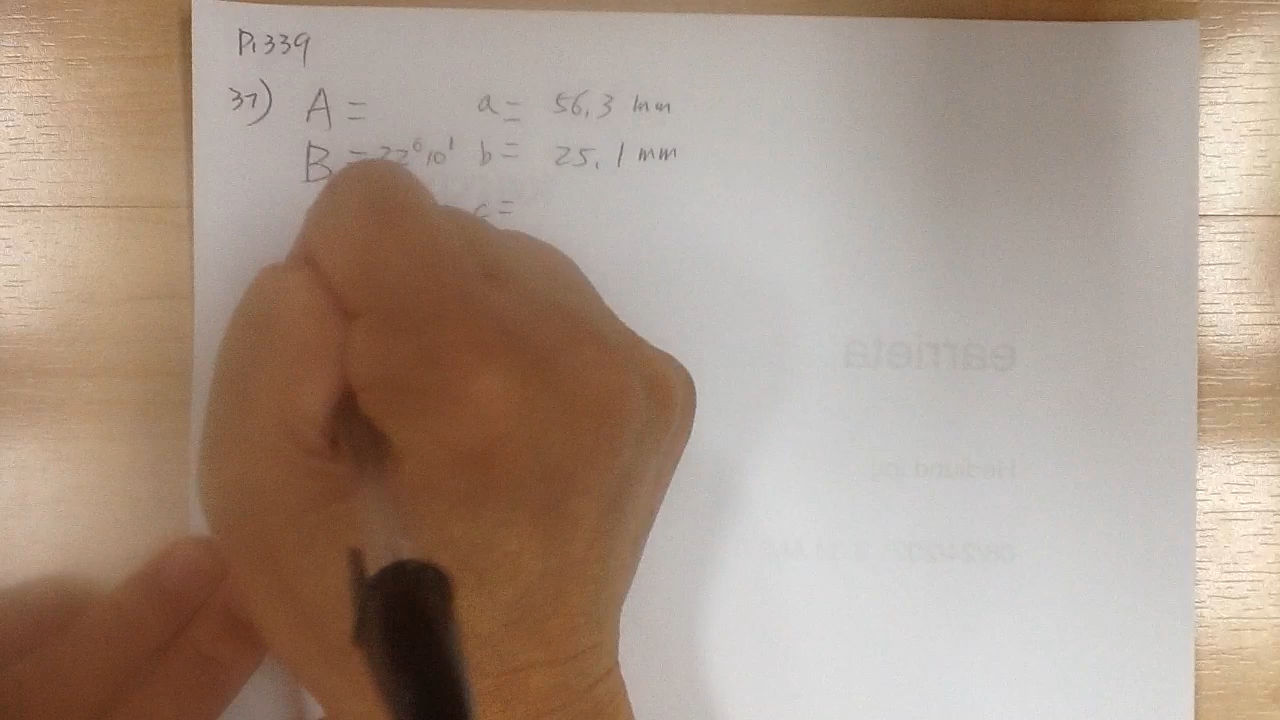 P. 339
37) A = a = 56.3 mm
B = 22°10' b = 25.1 mm
c =